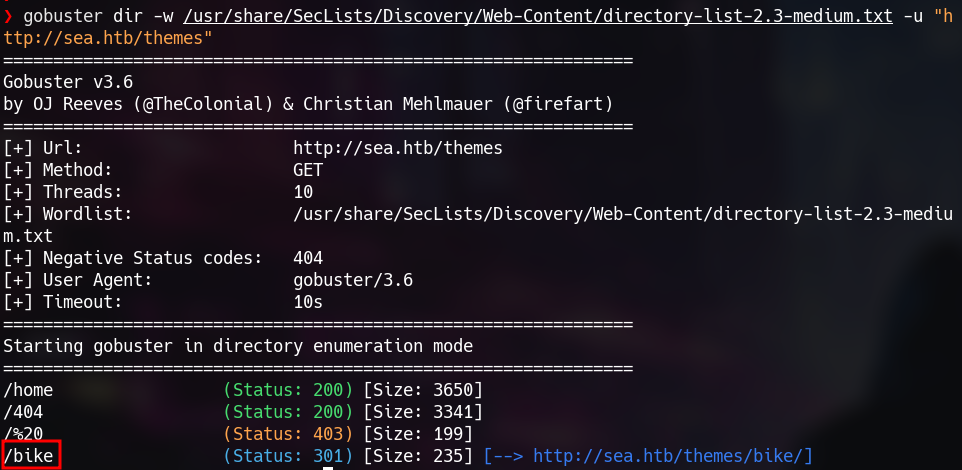 ❯ gobuster dir -w /usr/share/SecLists/Discovery/Web-Content/directory-list-2.3-medium.txt -u "h
ttp://sea.htb/themes"
===============================================================
Gobuster v3.6
by OJ Reeves (@TheColonial) & Christian Mehlmauer (@firefart)
===============================================================
[+] Url:                     http://sea.htb/themes
[+] Method:                  GET
[+] Threads:                 10
[+] Wordlist:                /usr/share/SecLists/Discovery/Web-Content/directory-list-2.3-mediu
m.txt
[+] Negative Status codes:   404
[+] User Agent:              gobuster/3.6
[+] Timeout:                 10s
===============================================================
Starting gobuster in directory enumeration mode
===============================================================
/home                 (Status: 200) [Size: 3650]
/404                  (Status: 200) [Size: 3341]
/%20                  (Status: 403) [Size: 199]
/bike                 (Status: 301) [Size: 235] [--> http://sea.htb/themes/bike/]